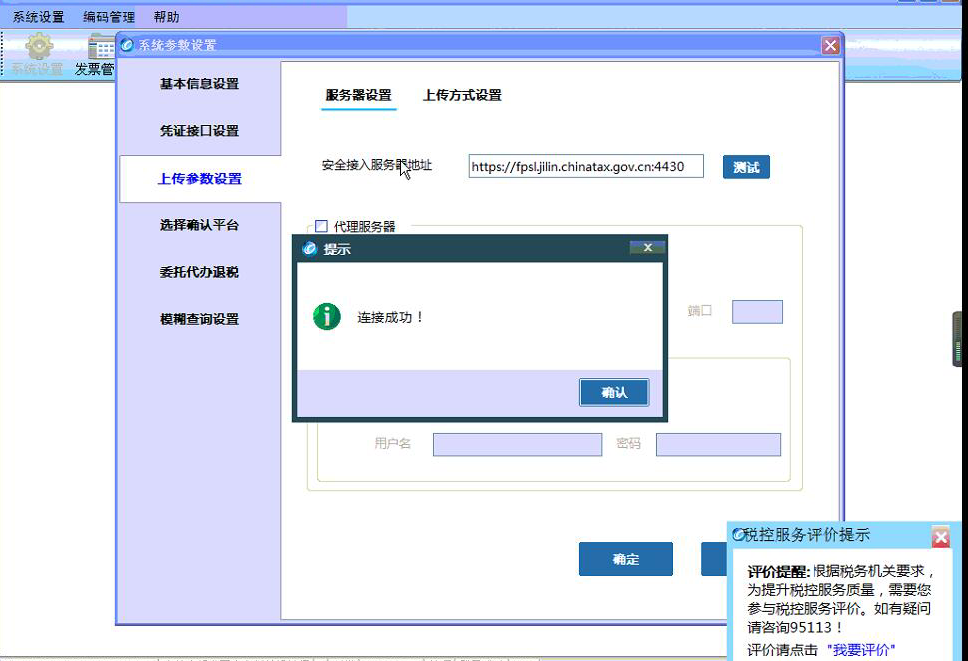 系统设置 编码管理 帮助
系统设置 发票管
系统参数设置
基本信息设置
凭证接口设置
上传参数设置
选择确认平台
委托代办退税
模糊查询设置
服务器设置 上传方式设置
安全接入服务器地址 https://fpsl.jilin.chinatax.gov.cn:4430 测试
代理服务器
提示
连接成功！
确认
端口
用户名 密码
确定
税控服务评价提示
评价提醒:根据税务机关要求，
为提升税控服务质量，需要您
参与税控服务评价。如有疑问
请咨询95113！
评价请点击 "我要评价"